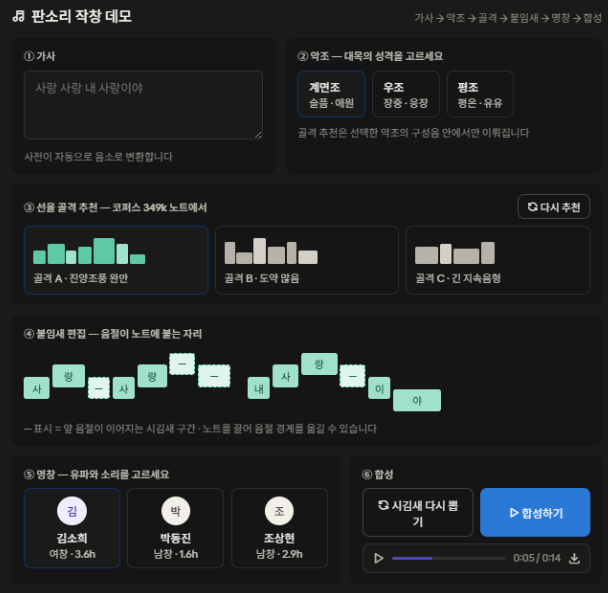 판소리 작창 데모
가사 → 악조 → 골격 → 붙임새 → 명창 → 합성
① 가사
사랑 사랑 내 사랑이야
사전이 자동으로 음소로 변환합니다
② 악조 — 대목의 성격을 고르세요
계면조
슬픔 · 애원
우조
장중 · 웅장
평조
평온 · 유유
골격 추천은 선택한 악조의 구성음 안에서만 이뤄집니다
③ 선율 골격 추천 — 코퍼스 349k 노트에서
다시 추천
골격 A · 진양조풍 완만
골격 B · 도약 많음
골격 C · 긴 지속음형
④ 붙임새 편집 — 음절이 노트에 붙는 자리
사 랑 — 사 랑 — — 내 사 랑 — 이 야
— 표시 = 앞 음절이 이어지는 시김새 구간 · 노트를 끌어 음절 경계를 옮길 수 있습니다
⑤ 명창 — 유파와 소리를 고르세요
김
김소희
여창 · 3.6h
박
박동진
남창 · 1.6h
조
조상현
남창 · 2.9h
⑥ 합성
시김새 다시 뽑
기
합성하기
0:05 / 0:14